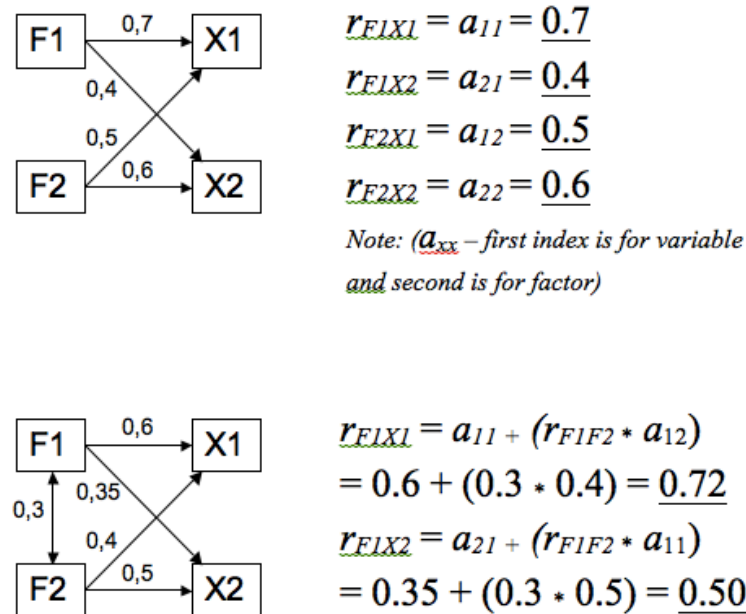 F1
0,7
X1
0,4
0,5
F2
0,6
X2
rF1X1 = a11 = 0.7
rF1X2 = a21 = 0.4
rF2X1 = a12 = 0.5
rF2X2 = a22 = 0.6
Note: (axx – first index is for variable
and second is for factor)
F1
0,6
X1
0,3
0,35
0,4
F2
0,5
X2
rF1X1 = a11 + (rF1F2 * a12)
= 0.6 + (0.3 * 0.4) = 0.72
rF1X2 = a21 + (rF1F2 * a11)
= 0.35 + (0.3 * 0.5) = 0.50